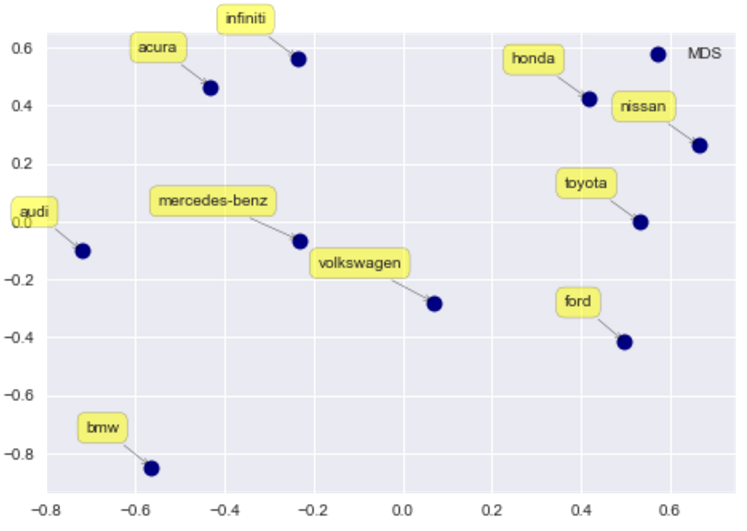 infiniti
acura
0.6
honda
MDS
nissan
0.4
0.2
toyota
mercedes-benz
audi
0.0
volkswagen
−0.2
ford
−0.4
−0.6
bmw
−0.8
−0.8 −0.6 −0.4 −0.2 0.0 0.2 0.4 0.6